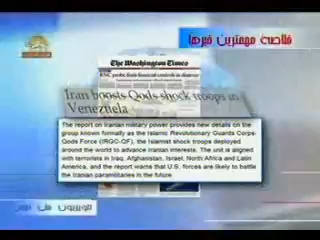 خلاصه مهمترین خبرها
The Washington Times
Iran boosts Qods shock troops in
Venezuela
The report on Iranian military power provides new details on the
group known formally as the Islamic Revolutionary Guards Corps-
Qods Force (IRGC-QF), the Islamist shock troops deployed
around the world to advance Iranian interests. The unit is aligned
with terrorists in Iraq, Afghanistan, Israel, North Africa and Latin
America, and the report warns that U.S. forces are likely to battle
the Iranian paramilitaries in the future